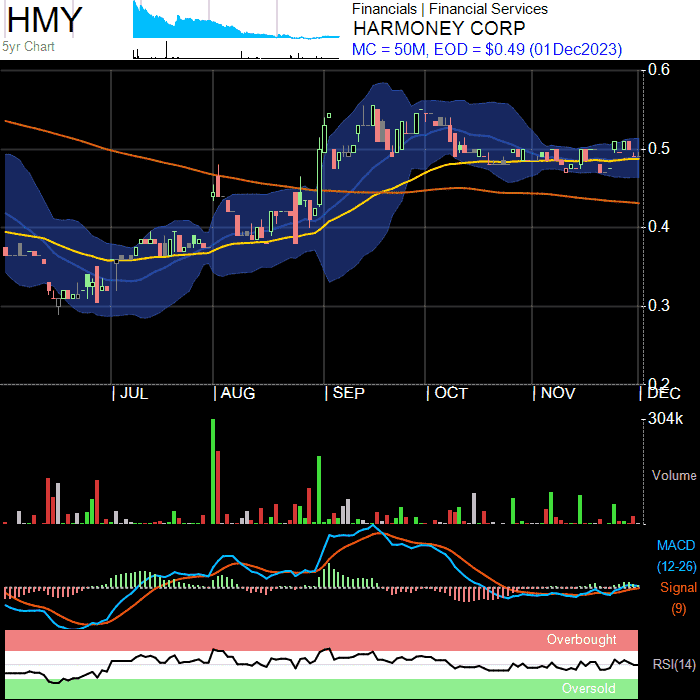 HMY
5yr Chart
Financials | Financial Services
HARMONEY CORP
MC = 50M, EOD = $0.49 (01Dec2023)
0.6
0.5
0.4
0.3
0.2
| JUL | AUG | SEP | OCT | NOV | DEC
304k
Volume
MACD
(12-26)
Signal
(9)
Overbought
RSI(14)
Oversold